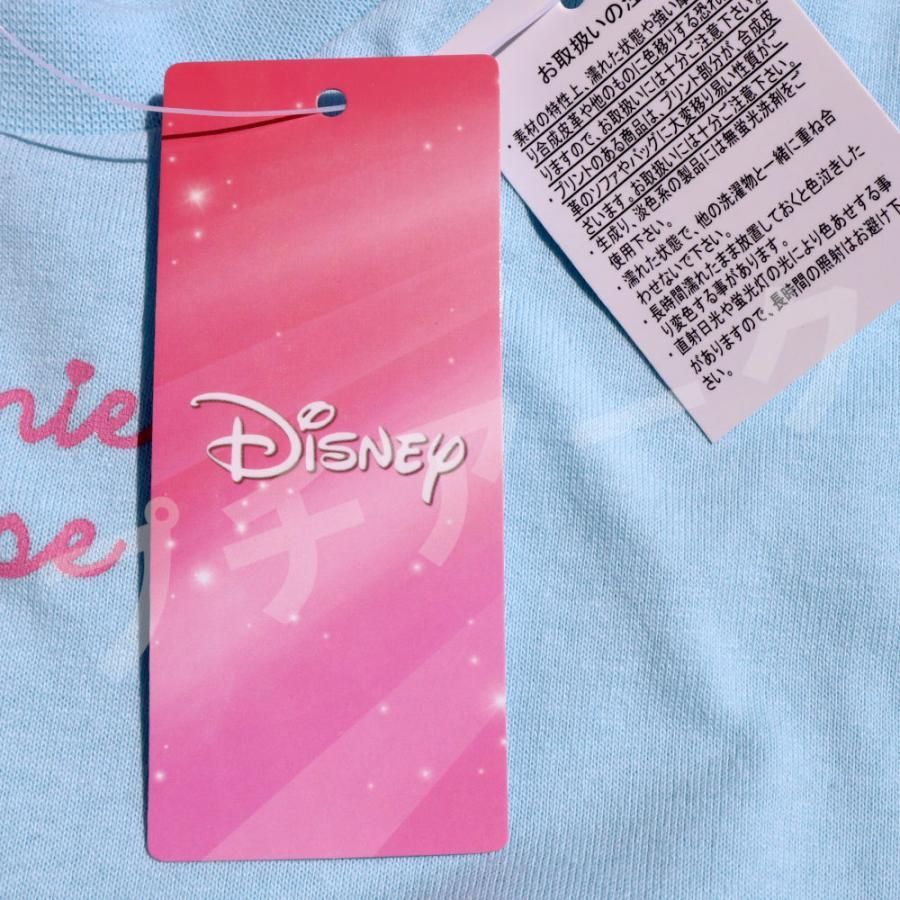 お取扱いの注
・素材の特性上、濡れた状態や強い摩
り合成皮革や他のものに色移りする恐れ
りますので、お取扱いには十分ご注意下さい。
・プリントのある商品は、プリント部分が、合成皮
革のソファやバッグに大変移り易い性質がご
ざいます。お取扱いには十分ご注意下さい。
・生成り、淡色系の製品には無蛍光洗剤をご
使用下さい。
・濡れた状態で、他の洗濯物と一緒に重ね合
わせないで下さい。
・長時間濡れたまま放置しておくと色泣きした
り変色する事があります。
・直射日光や蛍光灯の光により色あせする事
がありますので、長時間の照射はお避け下
さい。
nie
Disney
se
プチアーク